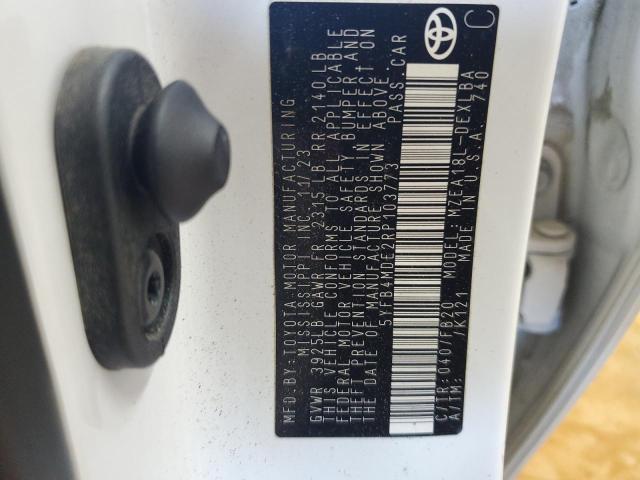 MFD.BY:TOYOTA MOTOR MANUFACTURING
MISSISSIPPI INC. 11/23
GVWR 3925LB GAWR FR 2315LB RR 2140LB
THIS VEHICLE CONFORMS TO ALL APPLICABLE
FEDERAL MOTOR VEHICLE SAFETY BUMPER AND
THEFT PREVENTION STANDARDS IN EFFECT ON
THE DATE OF MANUFACTURE SHOWN ABOVE.
5YFB4MDE2RP103773 PASS.CAR
C/TR:040/FB20 MODEL:MZEA18L-DEXLBA
A/TM: /K121 MADE IN U.S.A. 740
C